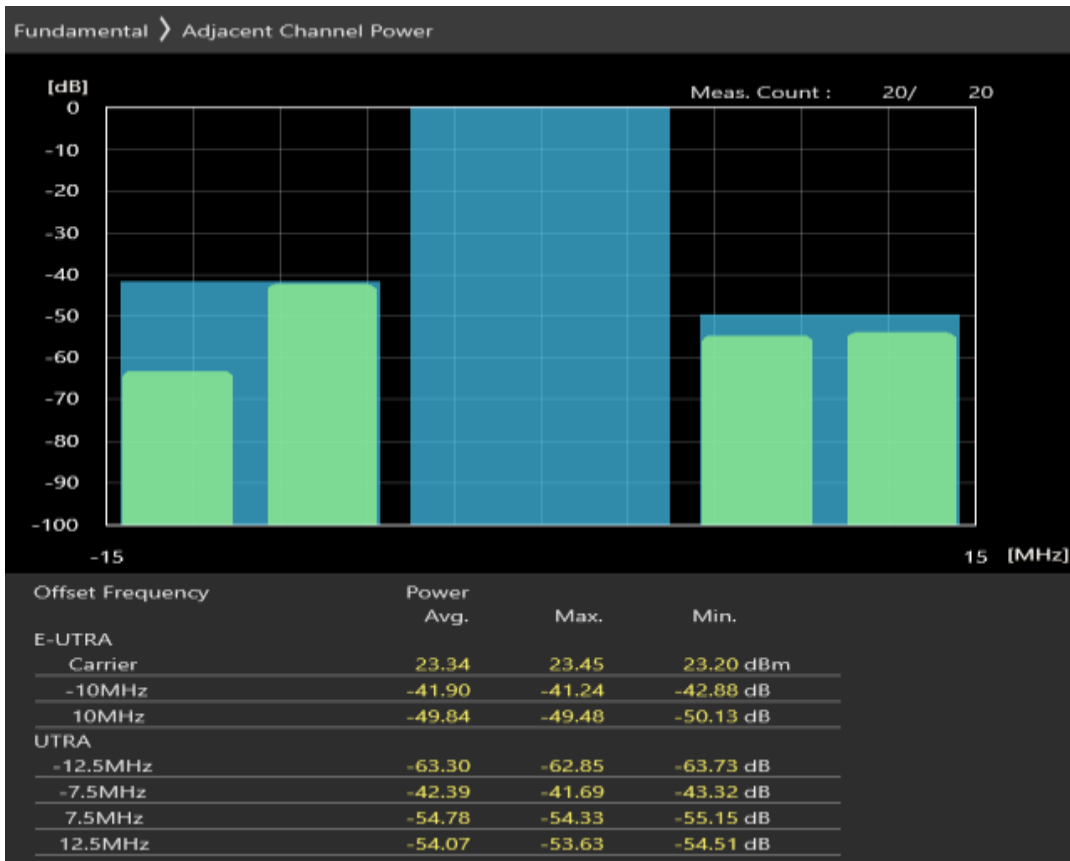 Fundamental ❯ Adjacent Channel Power
[dB]
Meas. Count : 20/ 20
0
-10
-20
-30
-40
-50
-60
-70
-80
-90
-100
-15 15 [MHz]
Offset Frequency Power
Avg. Max. Min.
E-UTRA
Carrier 23.34 23.45 23.20 dBm
-10MHz -41.90 -41.24 -42.88 dB
10MHz -49.84 -49.48 -50.13 dB
UTRA
-12.5MHz -63.30 -62.85 -63.73 dB
-7.5MHz -42.39 -41.69 -43.32 dB
7.5MHz -54.78 -54.33 -55.15 dB
12.5MHz -54.07 -53.63 -54.51 dB